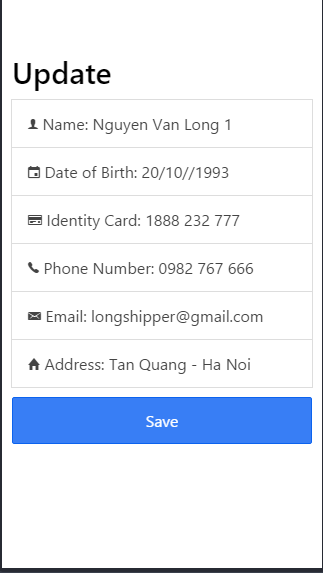 Update
Name: Nguyen Van Long 1
Date of Birth: 20/10//1993
Identity Card: 1888 232 777
Phone Number: 0982 767 666
Email: longshipper@gmail.com
Address: Tan Quang - Ha Noi
Save